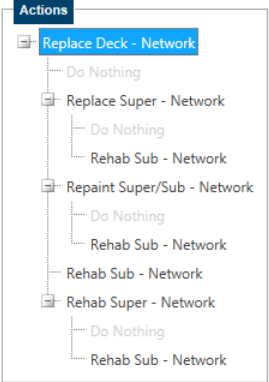 Actions
Replace Deck - Network
Do Nothing
Replace Super - Network
Do Nothing
Rehab Sub - Network
Repaint Super/Sub - Network
Do Nothing
Rehab Sub - Network
Rehab Sub - Network
Rehab Super - Network
Do Nothing
Rehab Sub - Network